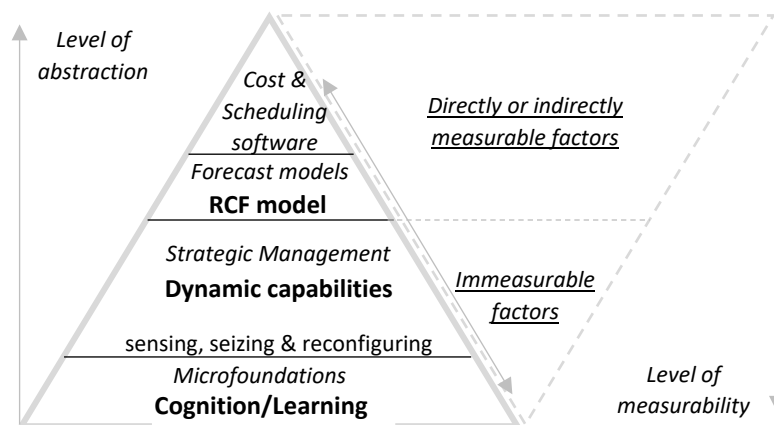 Level of
abstraction
Cost &
Scheduling
software
Directly or indirectly
measurable factors
Forecast models
RCF model
Strategic Management
Dynamic capabilities
Immeasurable
factors
sensing, seizing & reconfiguring
Microfoundations
Cognition/Learning
Level of
measurability